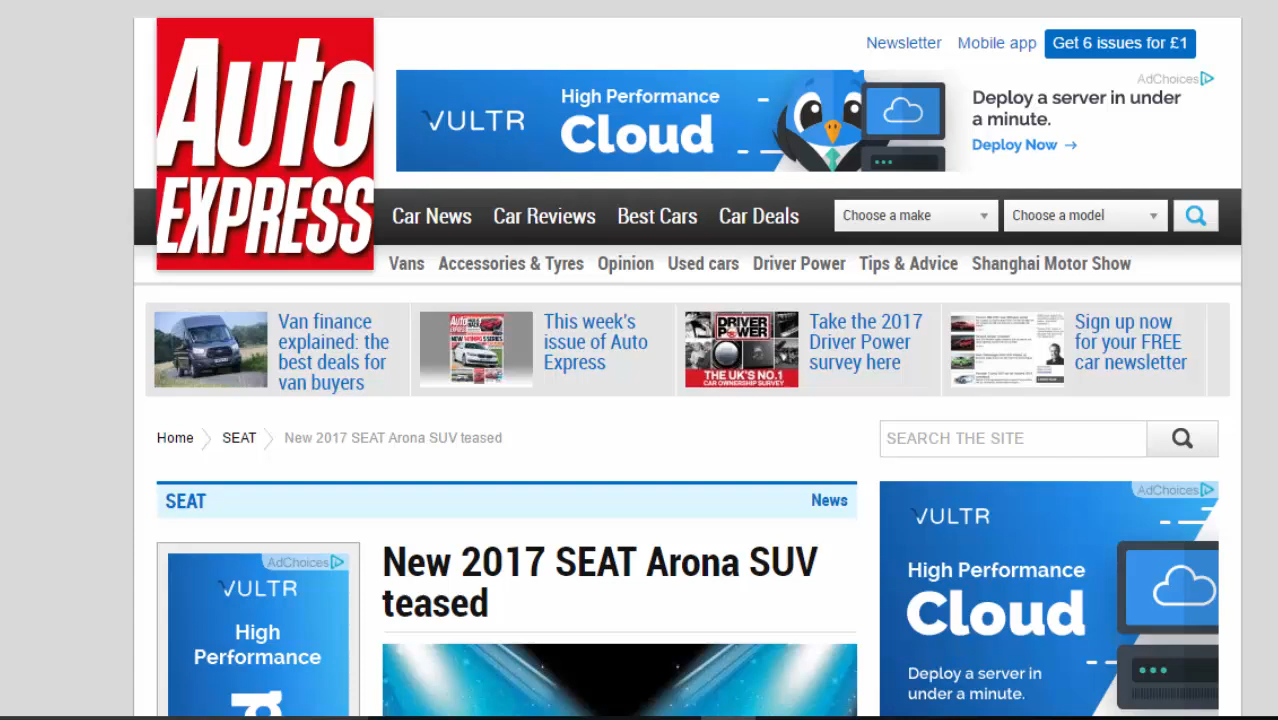 Auto
EXPRESS
Newsletter Mobile app Get 6 issues for £1
VULTR
High Performance
Cloud
AdChoices
Deploy a server in under
a minute.
Deploy Now →
Car News Car Reviews Best Cars Car Deals Choose a make Choose a model
Vans Accessories & Tyres Opinion Used cars Driver Power Tips & Advice Shanghai Motor Show
Van finance
explained: the
best deals for
van buyers
This week's
issue of Auto
Express
DRIVER
POWER
THE UK'S NO.1
CAR OWNERSHIP SURVEY
Take the 2017
Driver Power
survey here
Sign up now
for your FREE
car newsletter
Home SEAT New 2017 SEAT Arona SUV teased
SEARCH THE SITE
SEAT News
AdChoices
VULTR
High
Performance
New 2017 SEAT Arona SUV
teased
AdChoices
VULTR
High Performance
Cloud
Deploy a server in
under a minute.